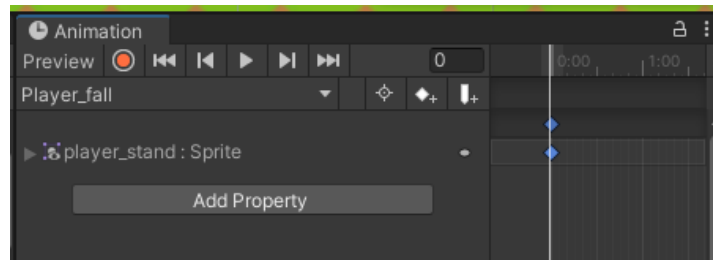 Animation
Preview 0 0:00 1:00
Player_fall
player_stand : Sprite
Add Property